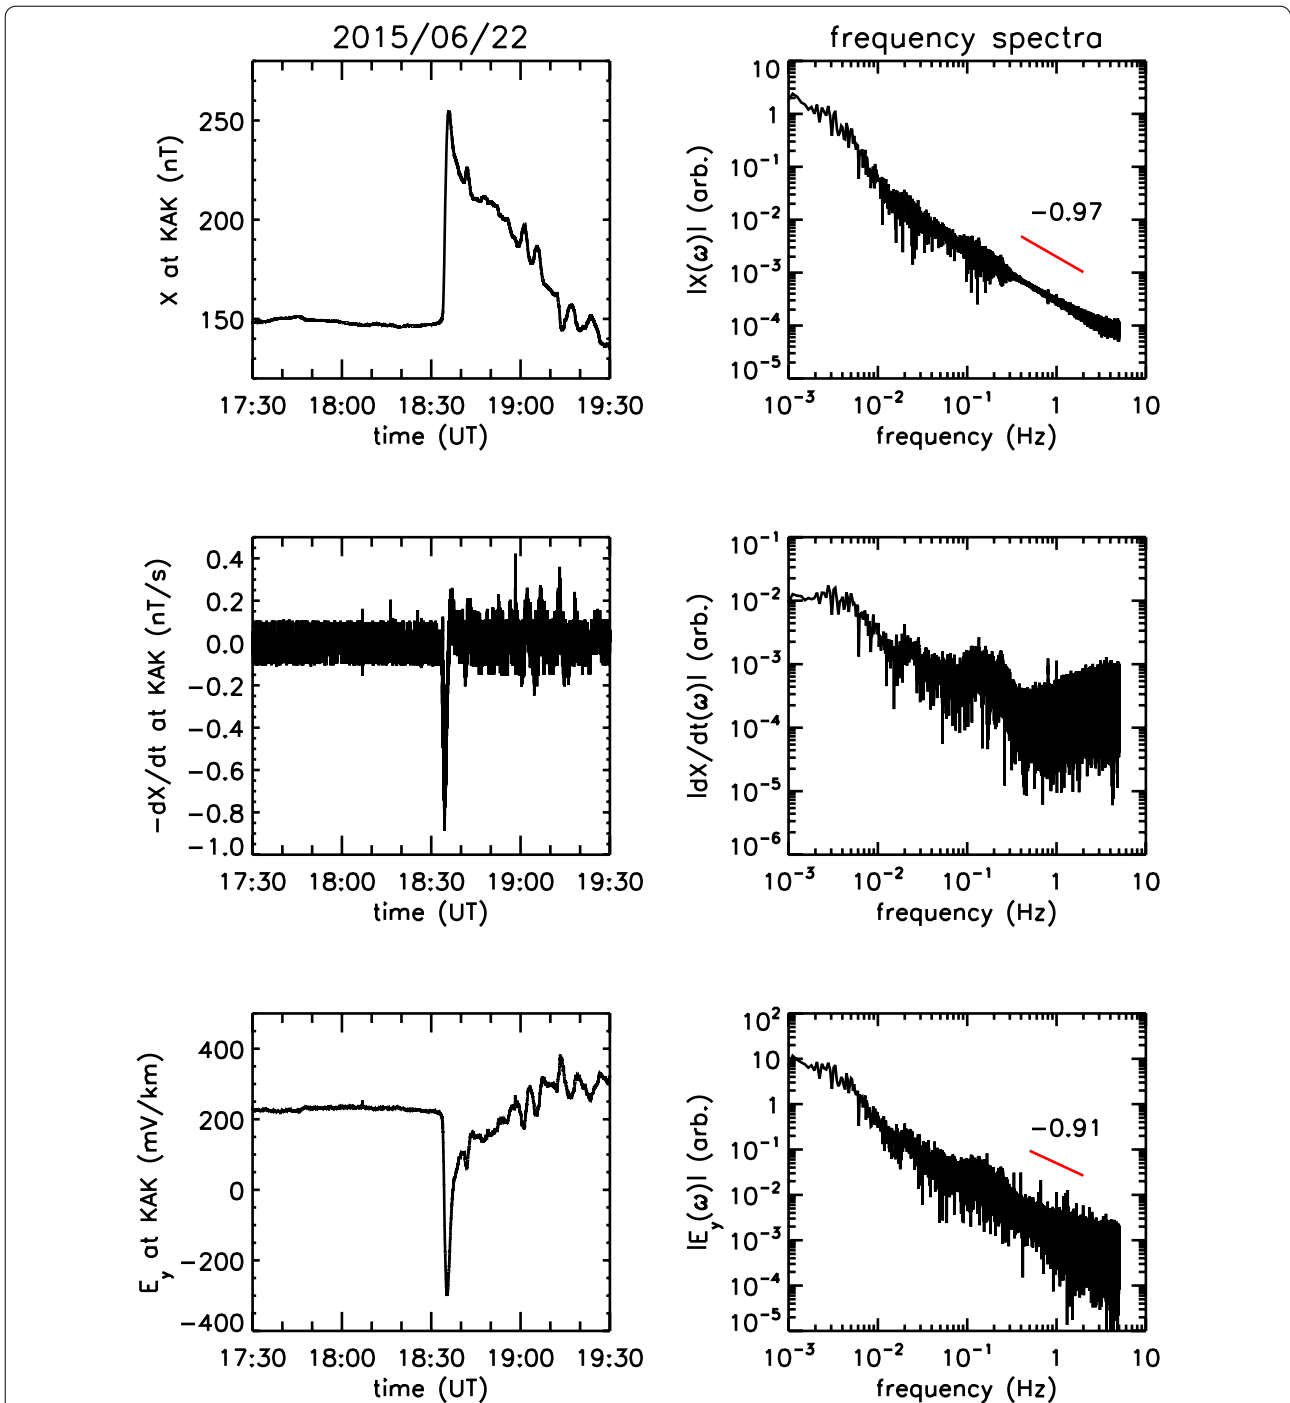 2015/06/22
frequency spectra
X at KAK (nT)
250
200
150
17:30 18:00 18:30 19:00 19:30
time (UT)
|X(ω)| (arb.)
10
1
10⁻¹
10⁻²
10⁻³
10⁻⁴
10⁻⁵
−0.97
10⁻³ 10⁻² 10⁻¹ 1 10
frequency (Hz)
−dX/dt at KAK (nT/s)
0.4
0.2
0.0
−0.2
−0.4
−0.6
−0.8
−1.0
17:30 18:00 18:30 19:00 19:30
time (UT)
|dX/dt(ω)| (arb.)
10⁻¹
10⁻²
10⁻³
10⁻⁴
10⁻⁵
10⁻⁶
10⁻³ 10⁻² 10⁻¹ 1 10
frequency (Hz)
E_y at KAK (mV/km)
400
200
0
−200
−400
17:30 18:00 18:30 19:00 19:30
time (UT)
|E_y(ω)| (arb.)
10²
10
1
10⁻¹
10⁻²
10⁻³
10⁻⁴
10⁻⁵
−0.91
10⁻³ 10⁻² 10⁻¹ 1 10
frequency (Hz)